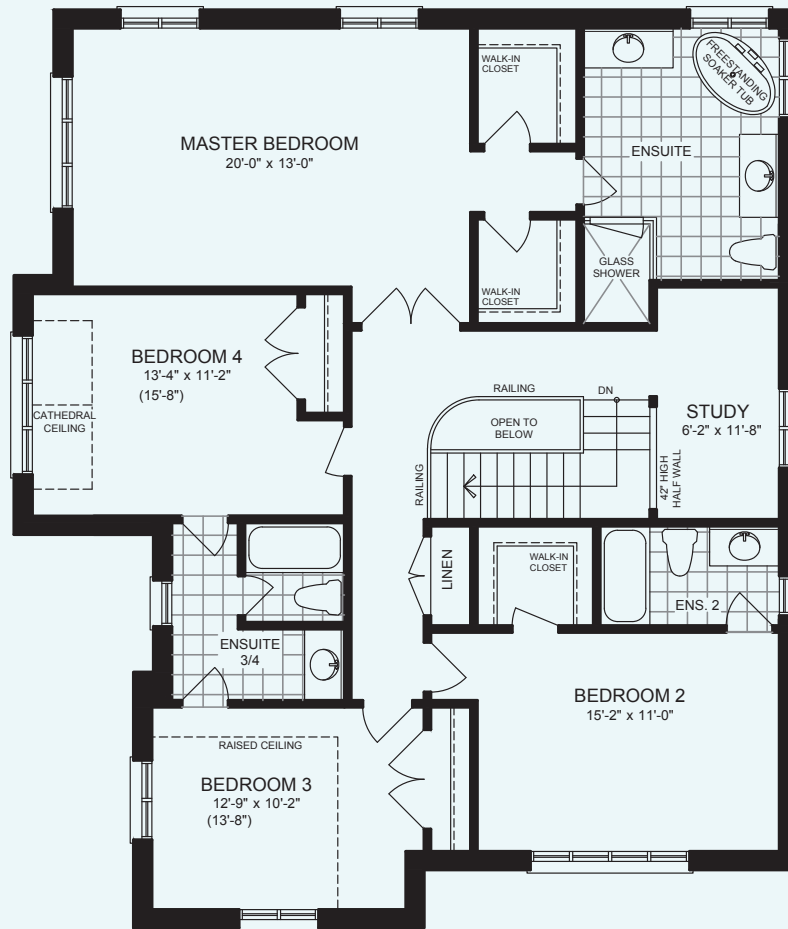 WALK-IN
CLOSET
FREESTANDING
SOAKER TUB
MASTER BEDROOM
20'-0" x 13'-0"
ENSUITE
GLASS
SHOWER
WALK-IN
CLOSET
BEDROOM 4
13'-4" x 11'-2"
(15'-8")
CATHEDRAL
CEILING
RAILING
DN
OPEN TO
BELOW
STUDY
6'-2" x 11'-8"
RAILING
42" HIGH
HALF WALL
LINEN
WALK-IN
CLOSET
ENS. 2
ENSUITE
3/4
BEDROOM 2
15'-2" x 11'-0"
RAISED CEILING
BEDROOM 3
12'-9" x 10'-2"
(13'-8")